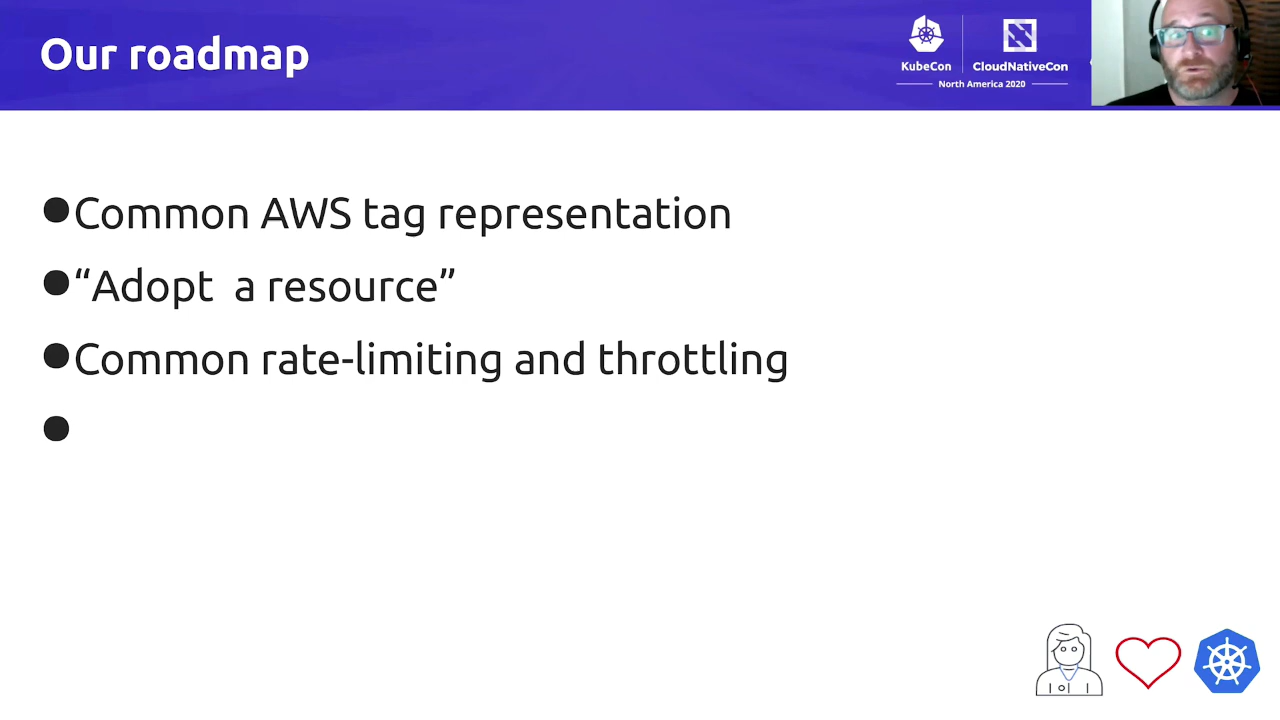 Our roadmap
KubeCon
CloudNativeCon
North America 2020
●Common AWS tag representation
●“Adopt  a resource”
●Common rate-limiting and throttling
●